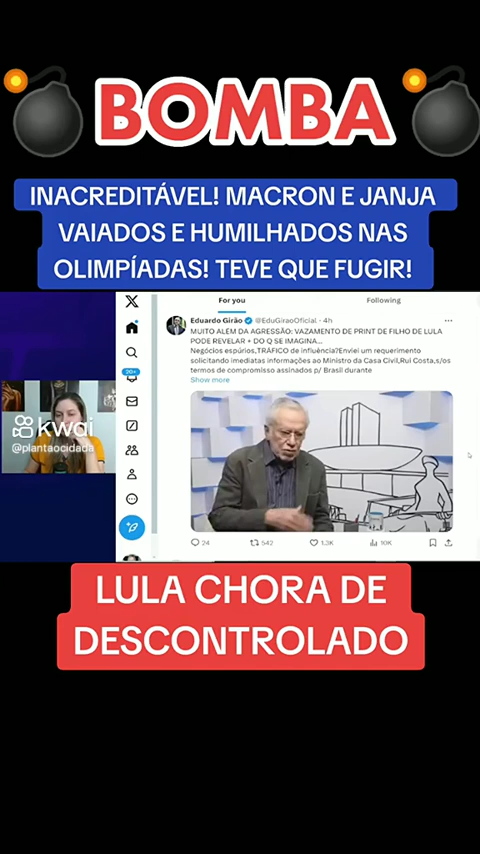 BOMBA
INACREDITÁVEL! MACRON E JANJA
VAIADOS E HUMILHADOS NAS
OLIMPÍADAS! TEVE QUE FUGIR!
For you
Following
Eduardo Girão @EduGiraoOficial · 4h
MUITO ALEM DA AGRESSÃO: VAZAMENTO DE PRINT DE FILHO DE LULA
PODE REVELAR + DO Q SE IMAGINA...
Negócios espúrios,TRÁFICO de influência?Enviei um requerimento
solicitando imediatas informações ao Ministro da Casa Civil,Rui Costa,s/os
termos de compromisso assinados p/ Brasil durante
Show more
20+
kwai
@plantaocidada
24
542
1.3K
10K
LULA CHORA DE
DESCONTROLADO